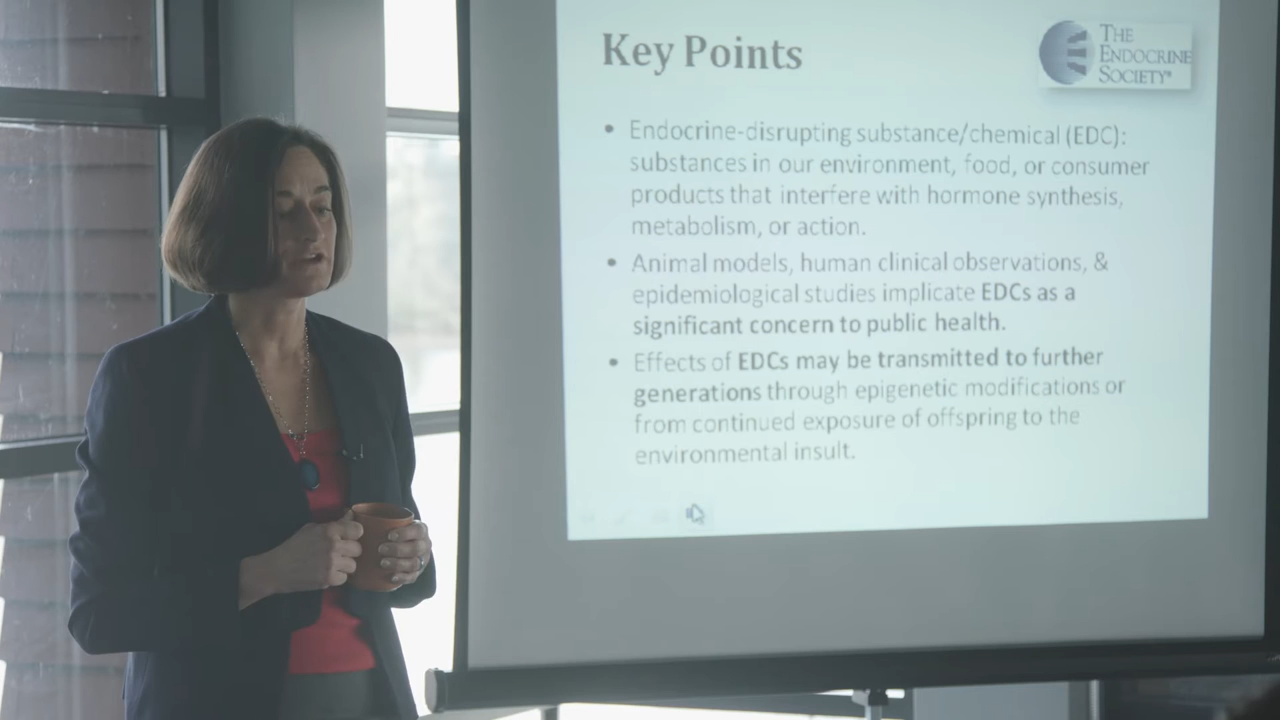 Key Points
THE
ENDOCRINE
SOCIETY®
• Endocrine-disrupting substance/chemical (EDC):
substances in our environment, food, or consumer
products that interfere with hormone synthesis,
metabolism, or action.
• Animal models, human clinical observations, &
epidemiological studies implicate EDCs as a
significant concern to public health.
• Effects of EDCs may be transmitted to further
generations through epigenetic modifications or
from continued exposure of offspring to the
environmental insult.